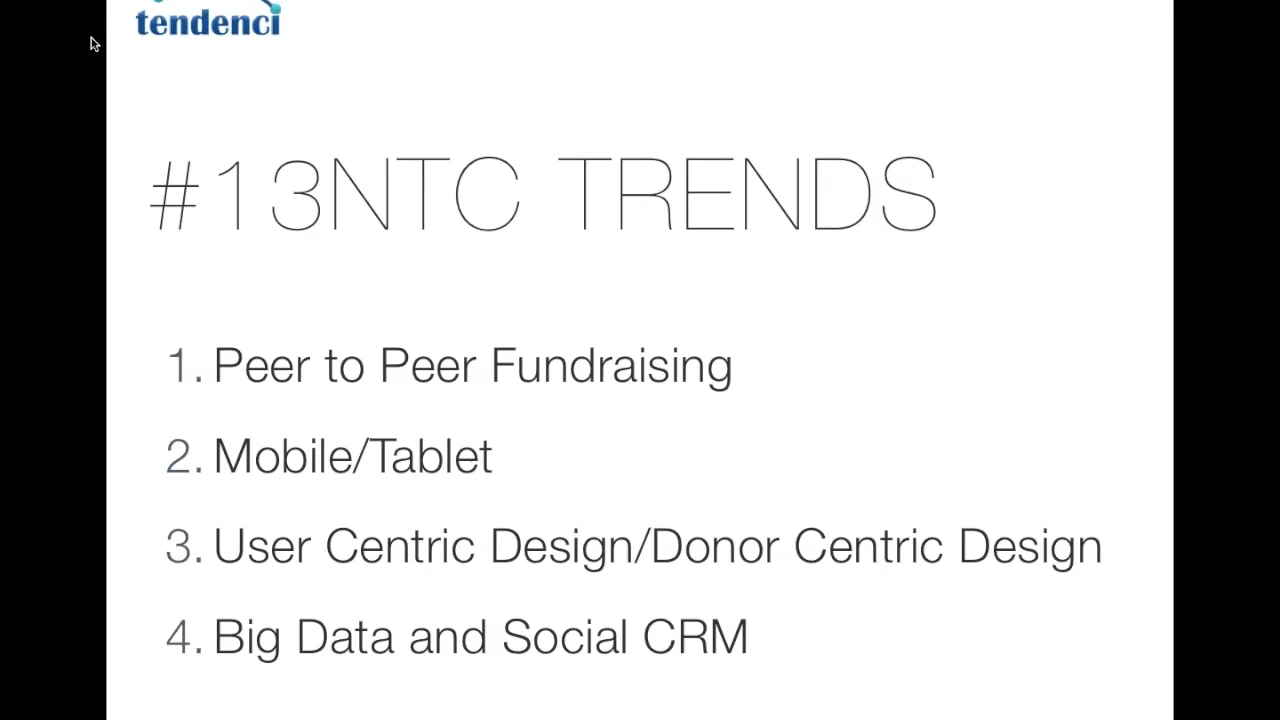 tendenci
#13NTC TRENDS
1. Peer to Peer Fundraising
2. Mobile/Tablet
3. User Centric Design/Donor Centric Design
4. Big Data and Social CRM